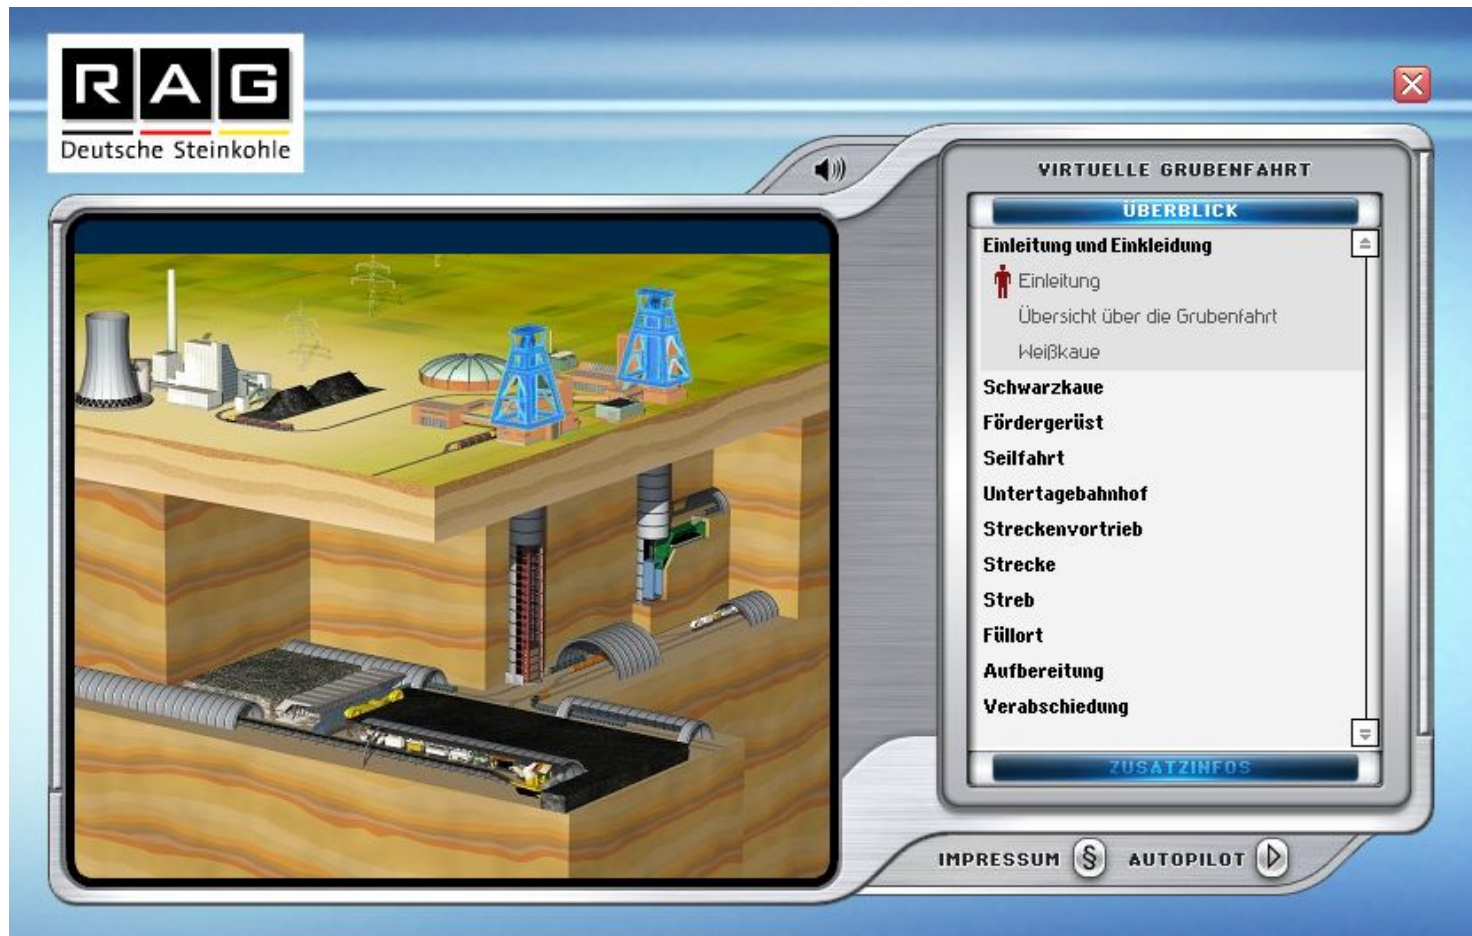 RAG
Deutsche Steinkohle
VIRTUELLE GRUBENFAHRT
ÜBERBLICK
Einleitung und Einkleidung
Einleitung
Übersicht über die Grubenfahrt
Weißkaue
Schwarzkaue
Fördergerüst
Seilfahrt
Untertagebahnhof
Streckenvortrieb
Strecke
Streb
Füllort
Aufbereitung
Verabschiedung
ZUSATZINFOS
IMPRESSUM § AUTOPILOT